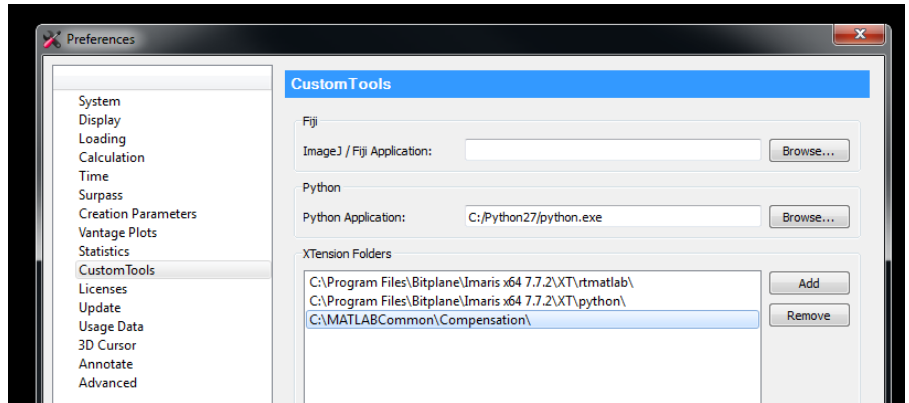 Preferences
x
CustomTools
System
Display
Loading
Calculation
Time
Surpass
Creation Parameters
Vantage Plots
Statistics
CustomTools
Licenses
Update
Usage Data
3D Cursor
Annotate
Advanced
Fiji
ImageJ / Fiji Application:
Browse...
Python
Python Application:
C:/Python27/python.exe
Browse...
XTension Folders
C:\Program Files\Bitplane\Imaris x64 7.7.2\XT\rtmatlab\
C:\Program Files\Bitplane\Imaris x64 7.7.2\XT\python\
C:\MATLABCommon\Compensation\
Add
Remove